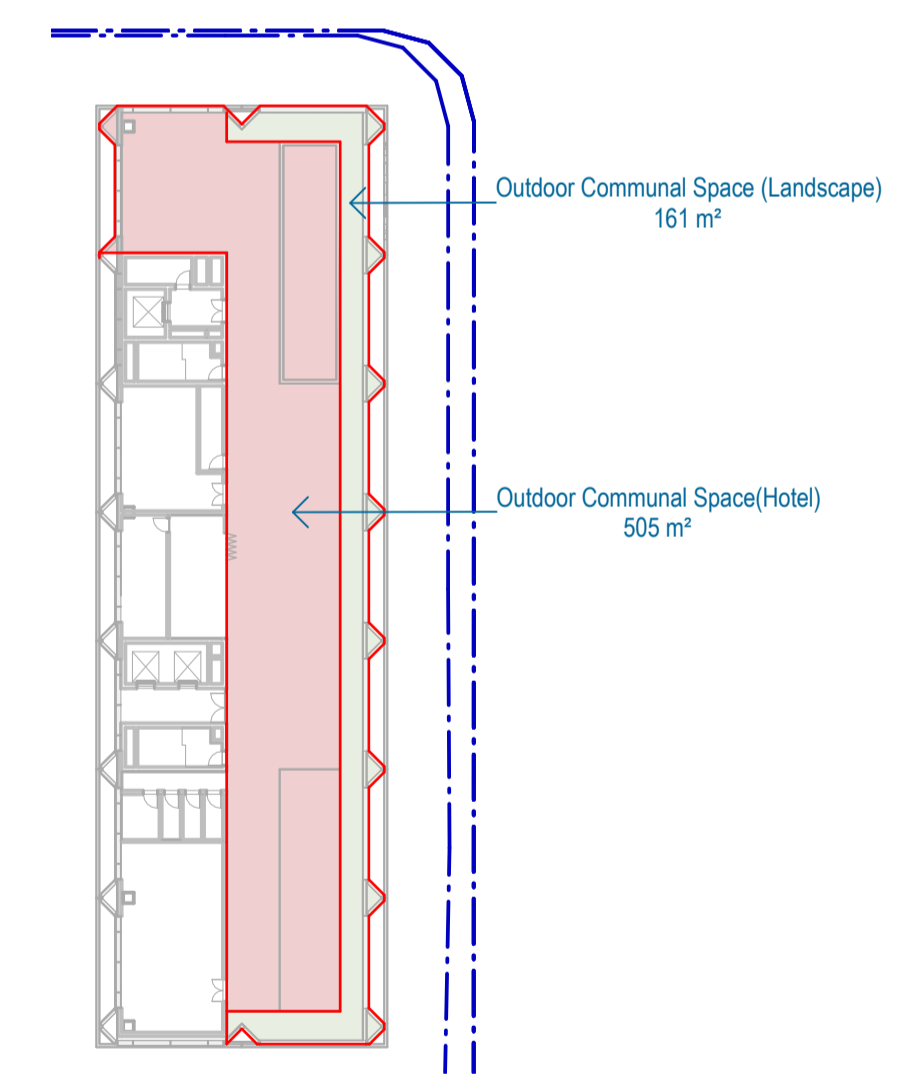 Outdoor Communal Space (Landscape)
161 m²
Outdoor Communal Space(Hotel)
505 m²